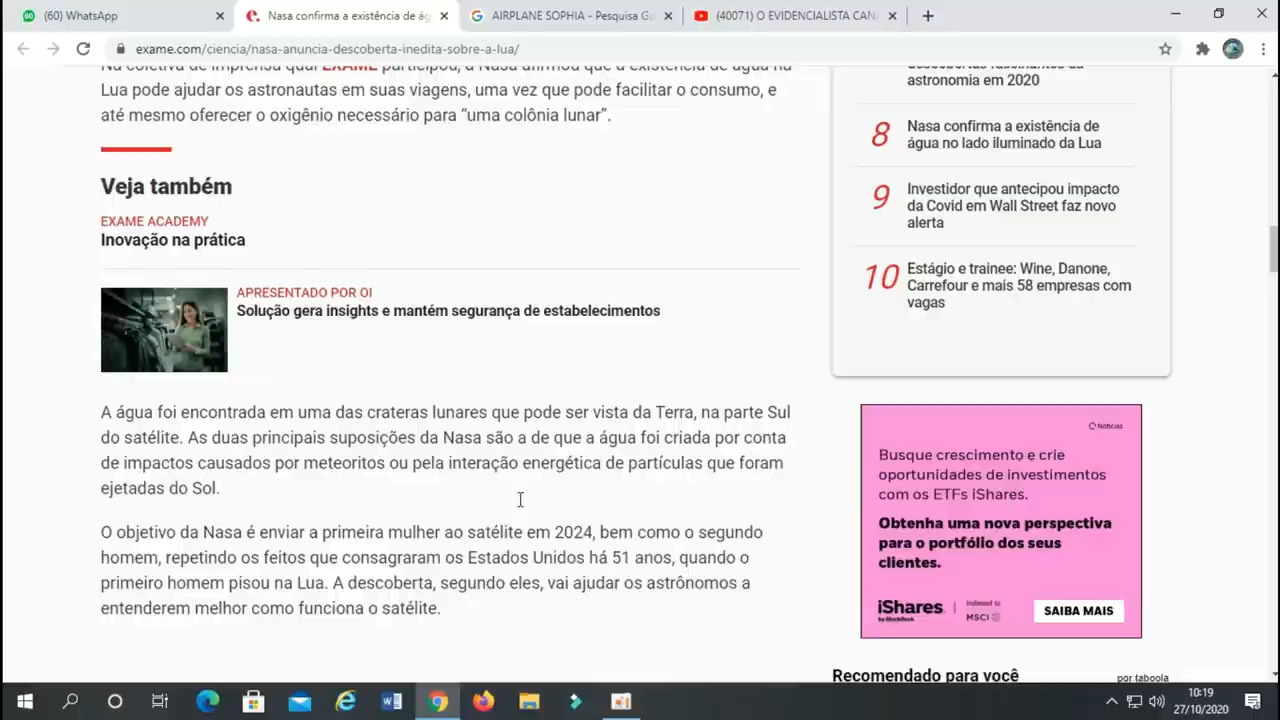 (60) WhatsApp
Nasa confirma a existência de ág
AIRPLANE SOPHIA - Pesquisa Go
(40071) O EVIDENCIALISTA CAN
exame.com/ciencia/nasa-anuncia-descoberta-inedita-sobre-a-lua/
Na coletiva de imprensa qual EXAME participou, a Nasa afirmou que a existência de água na
Lua pode ajudar os astronautas em suas viagens, uma vez que pode facilitar o consumo, e
até mesmo oferecer o oxigênio necessário para “uma colônia lunar”.
Veja também
EXAME ACADEMY
Inovação na prática
APRESENTADO POR OI
Solução gera insights e mantém segurança de estabelecimentos
A água foi encontrada em uma das crateras lunares que pode ser vista da Terra, na parte Sul
do satélite. As duas principais suposições da Nasa são a de que a água foi criada por conta
de impactos causados por meteoritos ou pela interação energética de partículas que foram
ejetadas do Sol.
O objetivo da Nasa é enviar a primeira mulher ao satélite em 2024, bem como o segundo
homem, repetindo os feitos que consagraram os Estados Unidos há 51 anos, quando o
primeiro homem pisou na Lua. A descoberta, segundo eles, vai ajudar os astrônomos a
entenderem melhor como funciona o satélite.
descobertas fascinantes da
astronomia em 2020
8 Nasa confirma a existência de
água no lado iluminado da Lua
9 Investidor que antecipou impacto
da Covid em Wall Street faz novo
alerta
10 Estágio e trainee: Wine, Danone,
Carrefour e mais 58 empresas com
vagas
Notícias
Busque crescimento e crie
oportunidades de investimentos
com os ETFs iShares.
Obtenha uma nova perspectiva
para o portfólio dos seus
clientes.
iShares
by BlackRock
Indexed to
MSCI
SAIBA MAIS
Recomendado para você
por taboola
10:19
27/10/2020